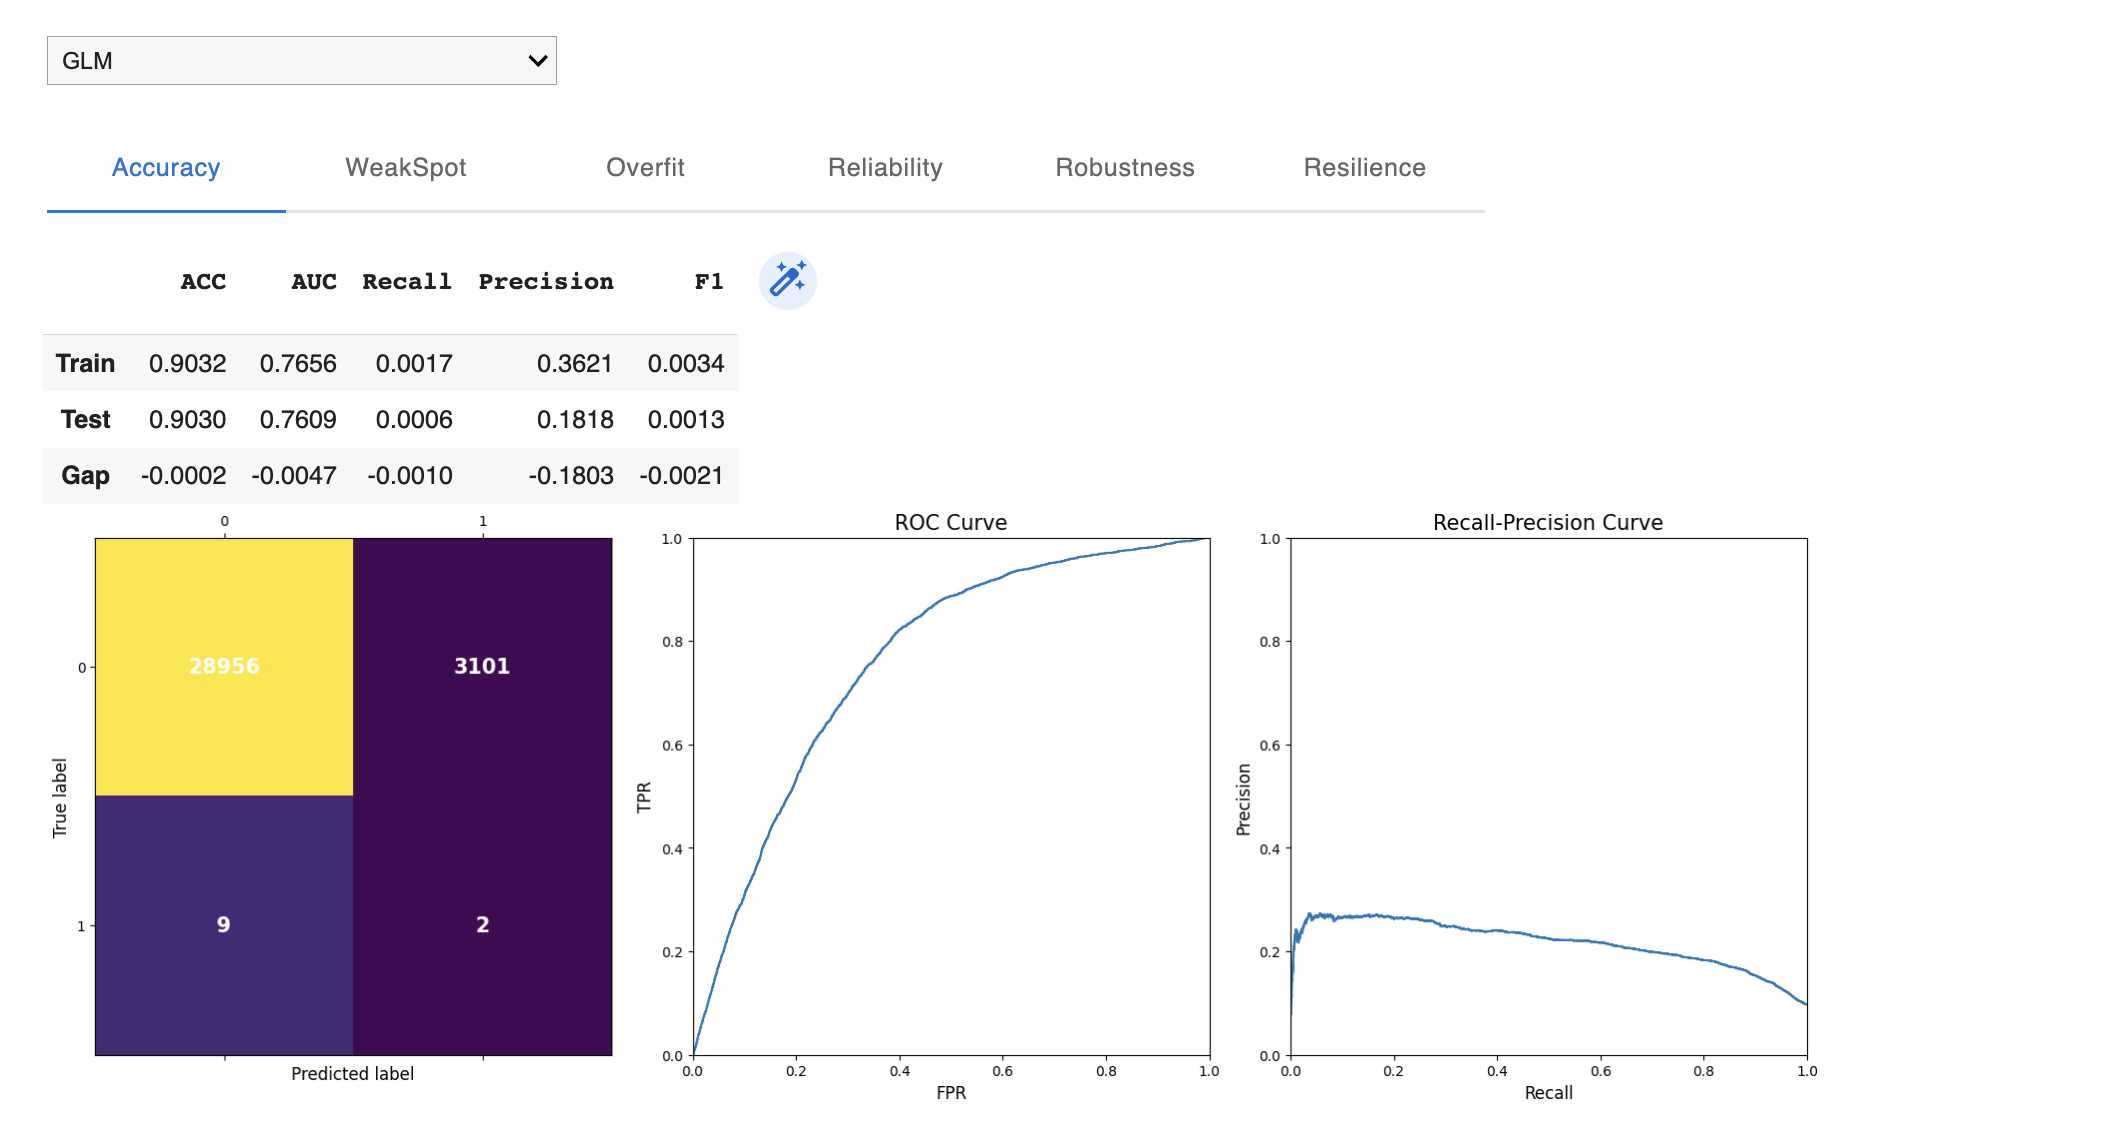 GLM
Accuracy WeakSpot Overfit Reliability Robustness Resilience
ACC AUC Recall Precision F1
Train 0.9032 0.7656 0.0017 0.3621 0.0034
Test 0.9030 0.7609 0.0006 0.1818 0.0013
Gap -0.0002 -0.0047 -0.0010 -0.1803 -0.0021
0 1
0
1
28956 3101
9 2
True label
Predicted label
ROC Curve
1.0
0.8
0.6
0.4
0.2
0.0
TPR
0.0 0.2 0.4 0.6 0.8 1.0
FPR
Recall-Precision Curve
1.0
0.8
0.6
0.4
0.2
0.0
Precision
0.0 0.2 0.4 0.6 0.8 1.0
Recall